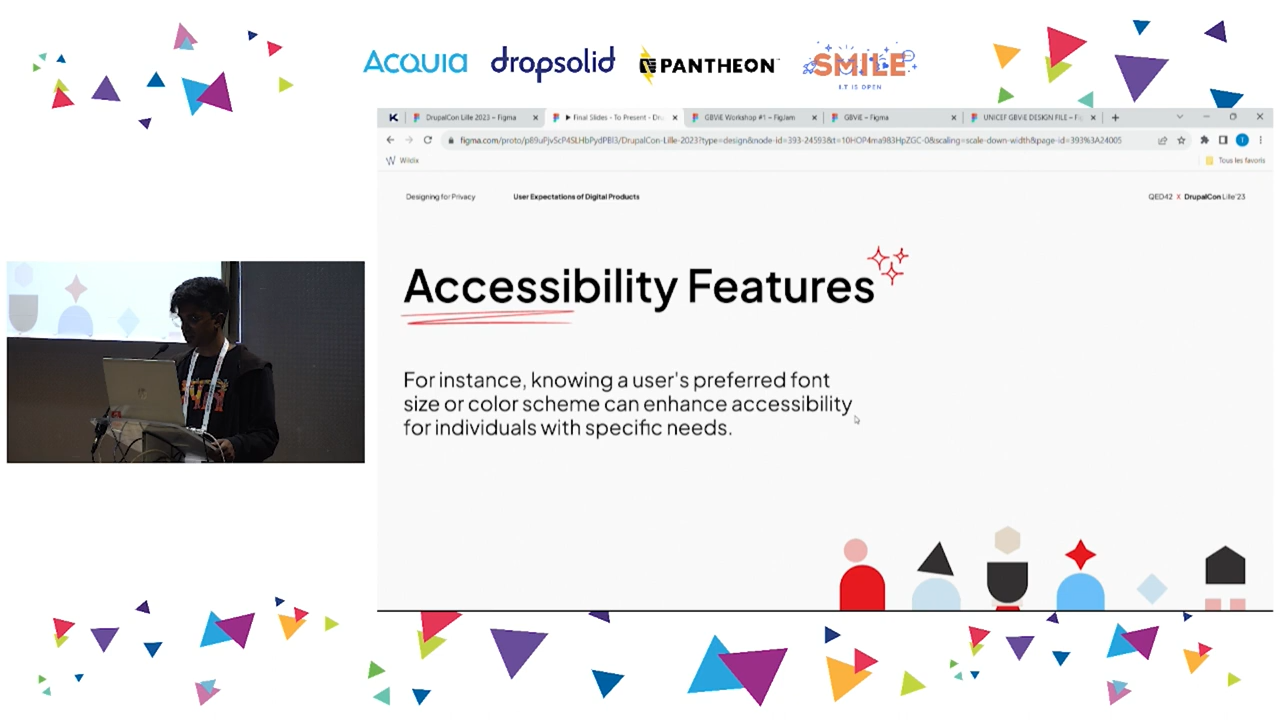 Acquia
dropsolid
PANTHEON
SMILE
I.T IS OPEN
DrupalCon Lille 2023 – Figma
Final Slides - To Present - Dru
GBViE Workshop #1 – FigJam
GBViE – Figma
UNICEF GBViE DESIGN FILE – Fig
Wildix
Tous les favoris
Designing for Privacy
User Expectations of Digital Products
QED42 X DrupalCon Lille'23
Accessibility Features
For instance, knowing a user's preferred font
size or color scheme can enhance accessibility
for individuals with specific needs.